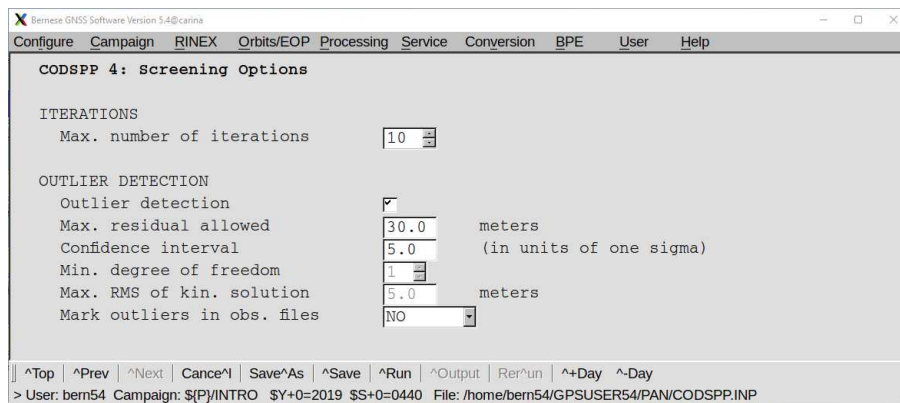 Bernese GNSS Software Version 5.4@carina
Configure Campaign RINEX Orbits/EOP Processing Service Conversion BPE User Help
CODSPP 4: Screening Options
ITERATIONS
Max. number of iterations 10
OUTLIER DETECTION
Outlier detection
Max. residual allowed 30.0 meters
Confidence interval 5.0 (in units of one sigma)
Min. degree of freedom 1
Max. RMS of kin. solution 5.0 meters
Mark outliers in obs. files NO
^Top | ^Prev | ^Next | Cance^l | Save^As | ^Save | ^Run | ^Output | Rer^un | ^+Day ^-Day
> User: bern54 Campaign: ${P}/INTRO $Y+0=2019 $S+0=0440 File: /home/bern54/GPSUSER54/PAN/CODSPP.INP